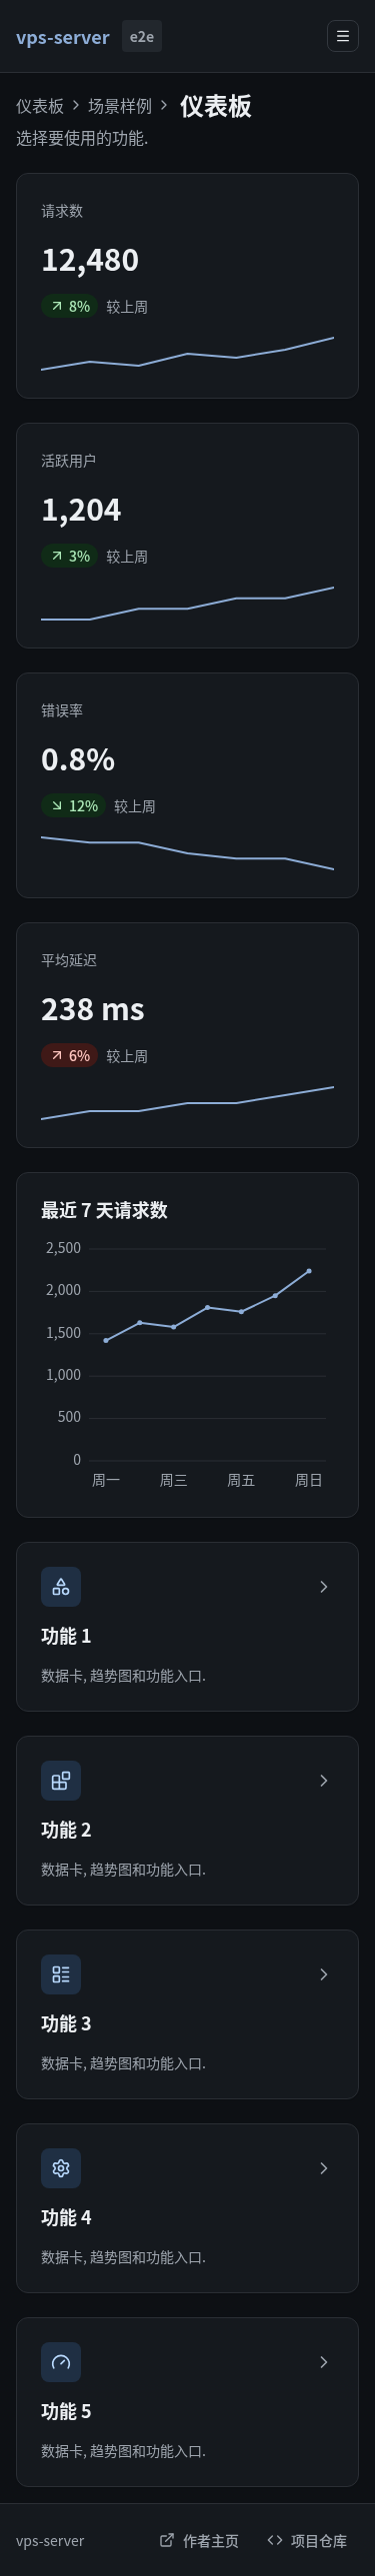 vps-server e2e
仪表板 场景样例 仪表板
选择要使用的功能.
请求数
12,480
8% 较上周
活跃用户
1,204
3% 较上周
错误率
0.8%
12% 较上周
平均延迟
238 ms
6% 较上周
最近 7 天请求数
2,500
2,000
1,500
1,000
500
0
周一 周三 周五 周日
功能 1
数据卡, 趋势图和功能入口.
功能 2
数据卡, 趋势图和功能入口.
功能 3
数据卡, 趋势图和功能入口.
功能 4
数据卡, 趋势图和功能入口.
功能 5
数据卡, 趋势图和功能入口.
vps-server 作者主页 项目仓库